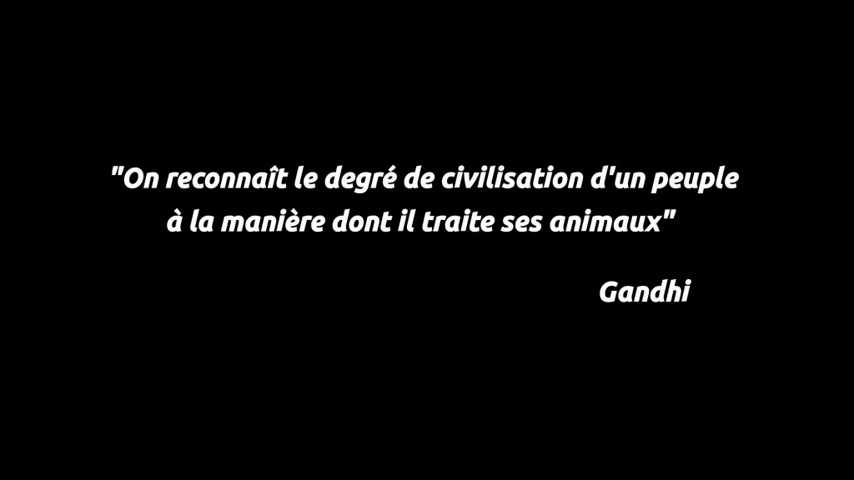 "On reconnaît le degré de civilisation d'un peuple
à la manière dont il traite ses animaux"
Gandhi